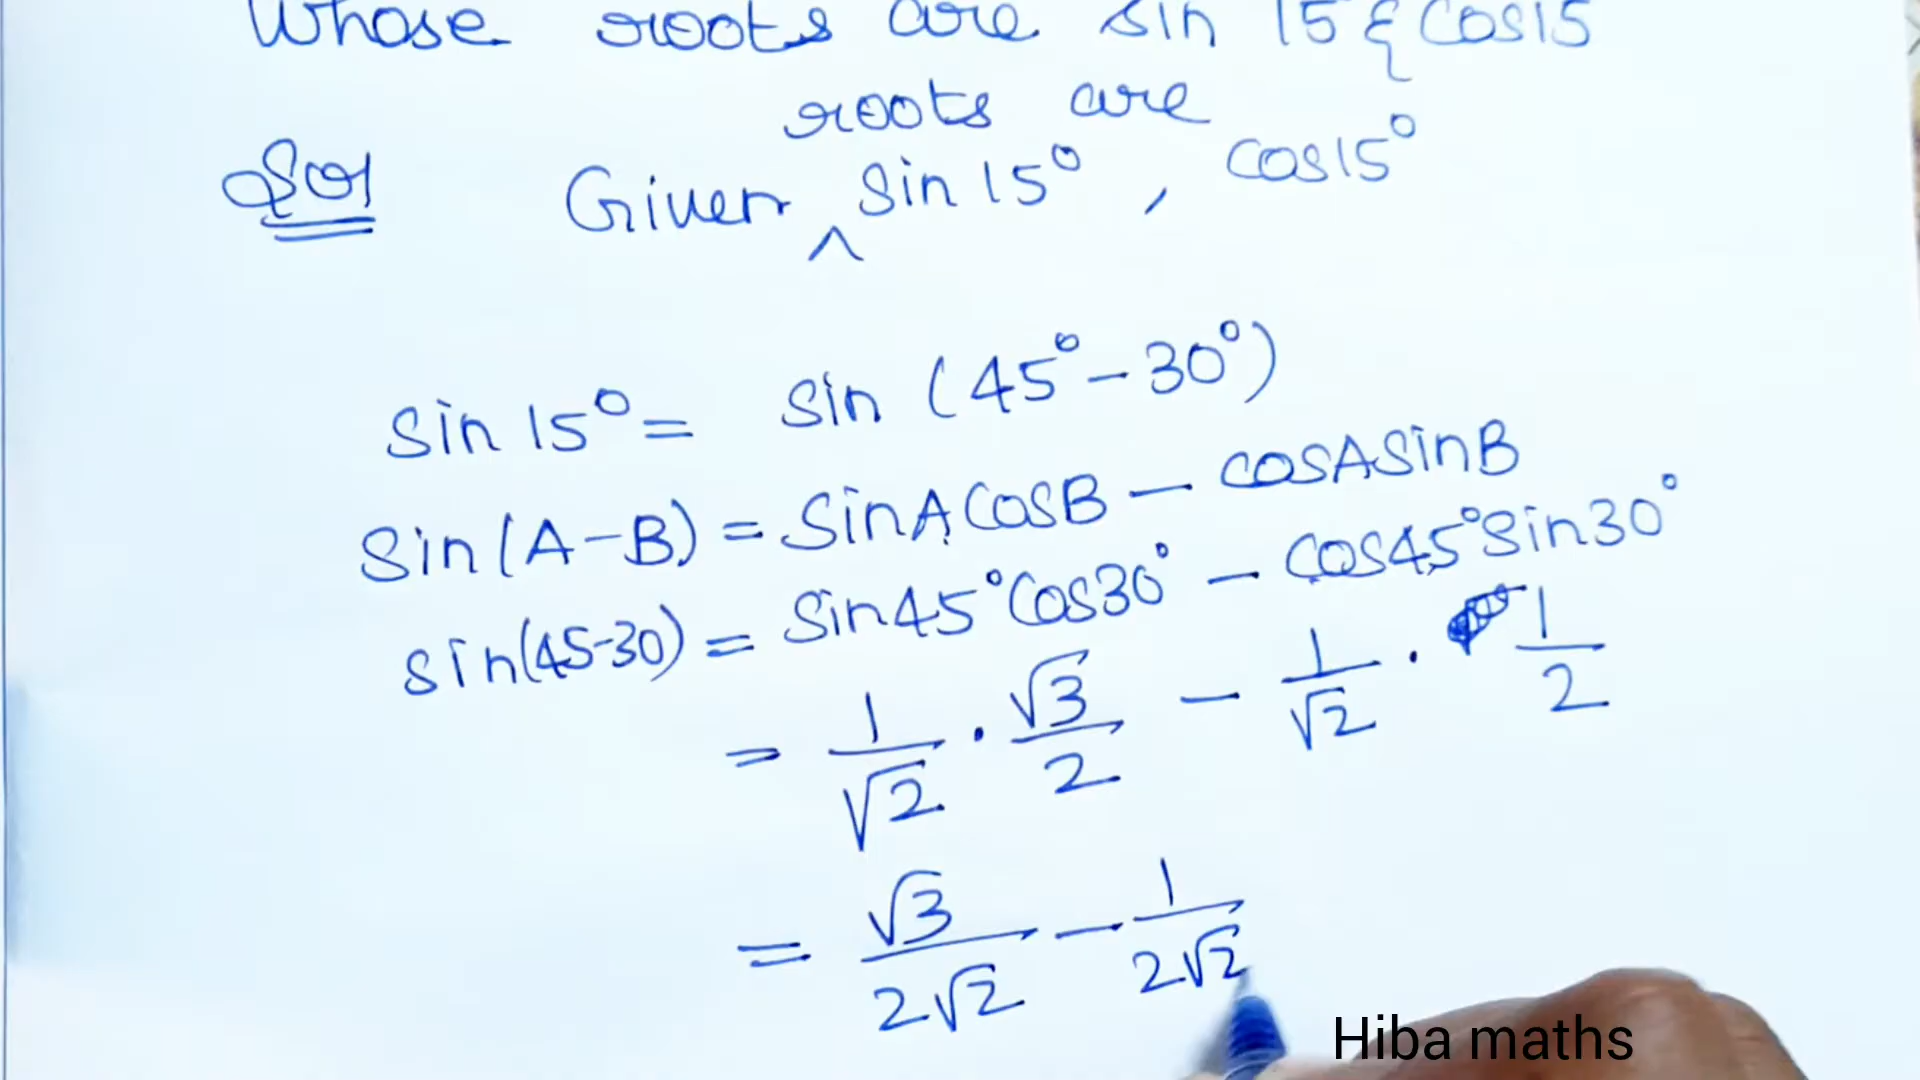 Whose roots are sin 15 & cos15
roots are
Sol Given ^ sin 15° , cos15°
sin 15° = sin (45° - 30°)
Sin(A-B) = SinA CosB - cosAsinB
sin(45-30) = Sin45° Cos30° - cos45° Sin30°
= 1/√2 . √3/2 - 1/√2 . 1/2
= √3/2√2 - 1/2√2
Hiba maths